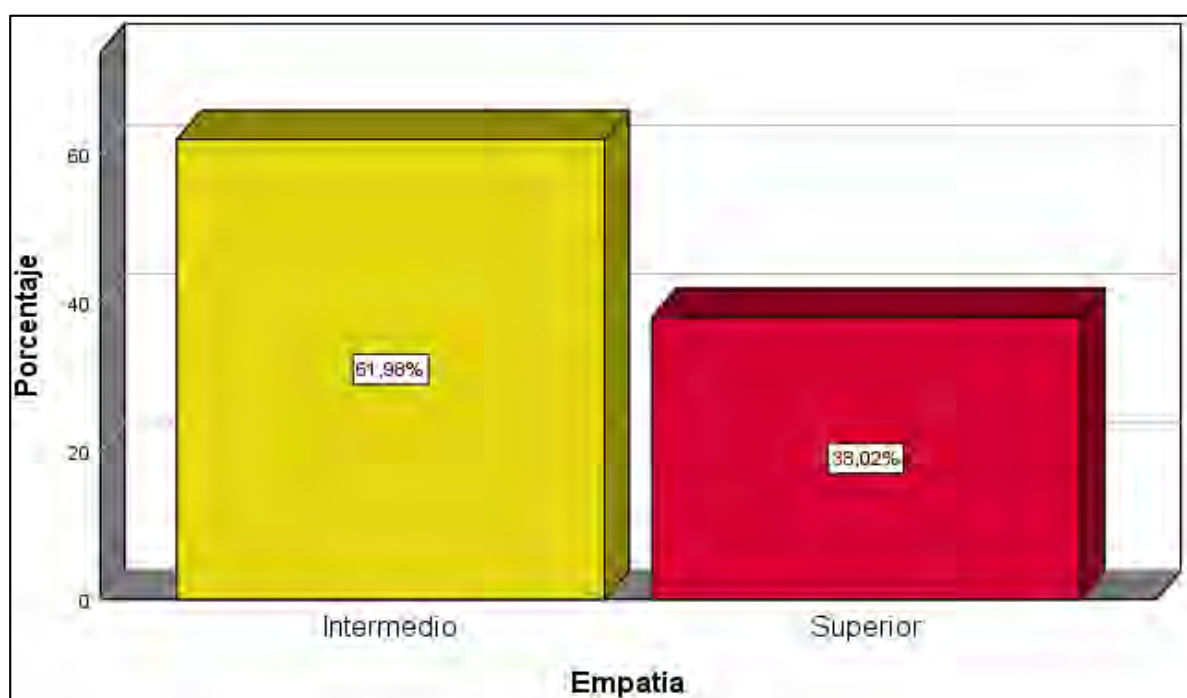 Porcentaje
60
40
20
0
61,98%
38,02%
Intermedio
Superior
Empatia